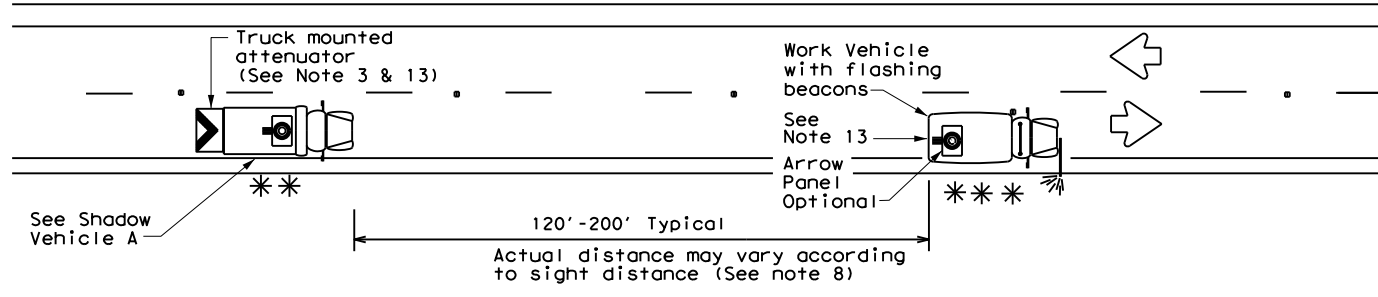 Truck mounted
attenuator
(See Note 3 & 13)
Work Vehicle
with flashing
beacons
See
Note 13
Arrow
Panel
Optional
See Shadow
Vehicle A
120'-200' Typical
Actual distance may vary according
to sight distance (See note 8)